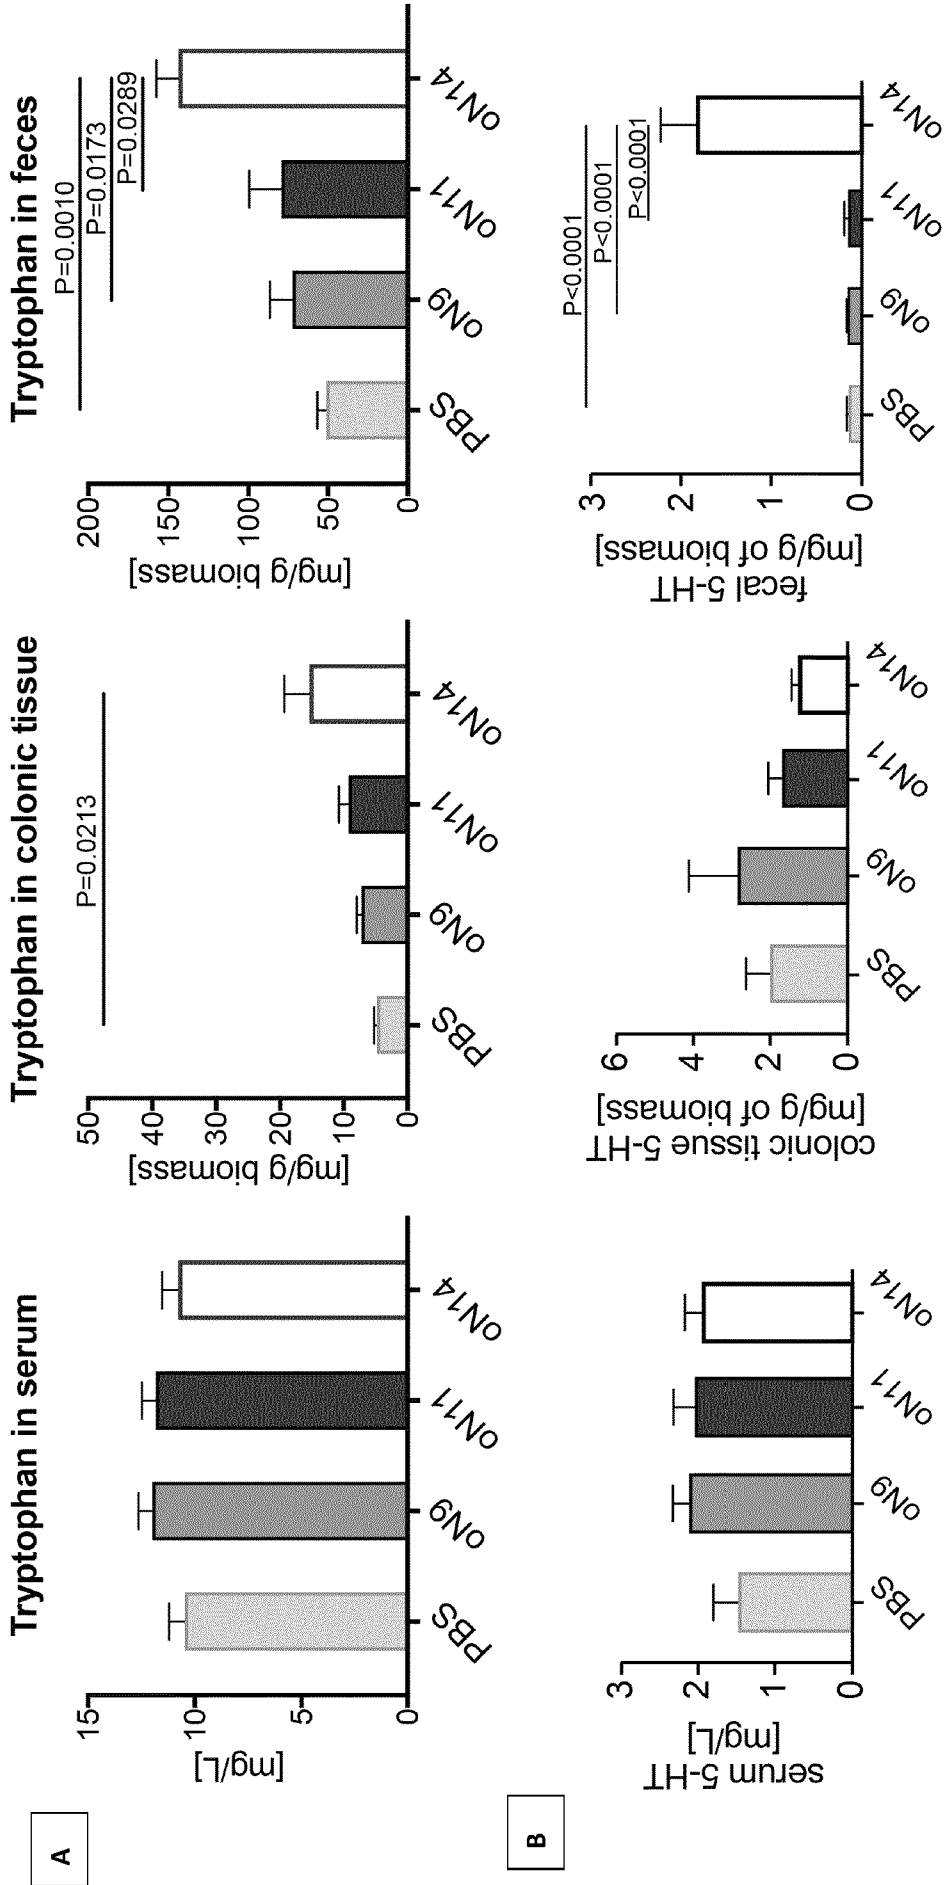 A
Tryptophan in serum
[mg/L]
15
10
5
0
PBS
oN9
oN11
oN14
Tryptophan in colonic tissue
[mg/g biomass]
50
40
30
20
10
0
P=0.0213
PBS
oN9
oN11
oN14
Tryptophan in feces
[mg/g biomass]
200
150
100
50
0
P=0.0010
P=0.0173
P=0.0289
PBS
oN9
oN11
oN14
B
serum 5-HT
[mg/L]
3
2
1
0
PBS
oN9
oN11
oN14
colonic tissue 5-HT
[mg/g of biomass]
6
4
2
0
PBS
oN9
oN11
oN14
fecal 5-HT
[mg/g of biomass]
3
2
1
0
P<0.0001
P<0.0001
P<0.0001
PBS
oN9
oN11
oN14